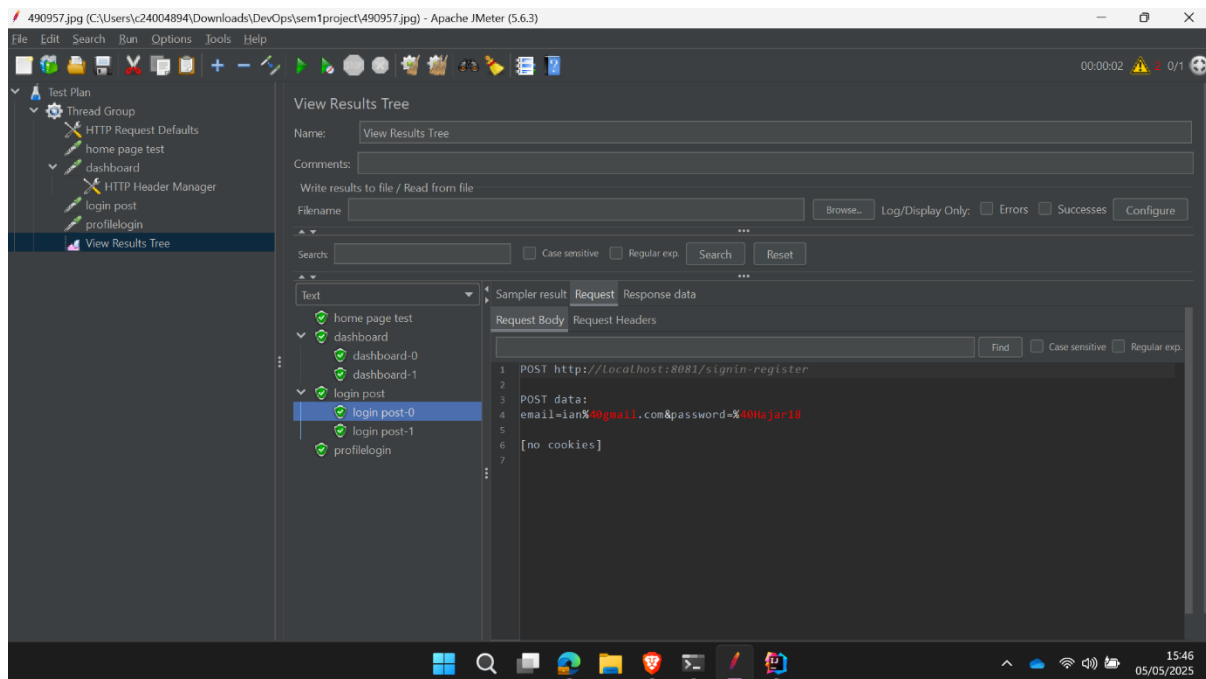 490957.jpg (C:\Users\c24004894\Downloads\DevOps\sem1project\490957.jpg) - Apache JMeter (5.6.3)
File Edit Search Run Options Tools Help
00:00:02 2 0/1
Test Plan
Thread Group
HTTP Request Defaults
home page test
dashboard
HTTP Header Manager
login post
profilelogin
View Results Tree
View Results Tree
Name: View Results Tree
Comments:
Write results to file / Read from file
Filename Browse... Log/Display Only: Errors Successes Configure
Search: Case sensitive Regular exp. Search Reset
Text
home page test
dashboard
dashboard-0
dashboard-1
login post
login post-0
login post-1
profilelogin
Sampler result Request Response data
Request Body Request Headers
Find Case sensitive Regular exp.
1 POST http://localhost:8081/signin-register
2
3 POST data:
4 email=ian%40gmail.com&password=%40Hajar18
5
6 [no cookies]
7
15:46
05/05/2025